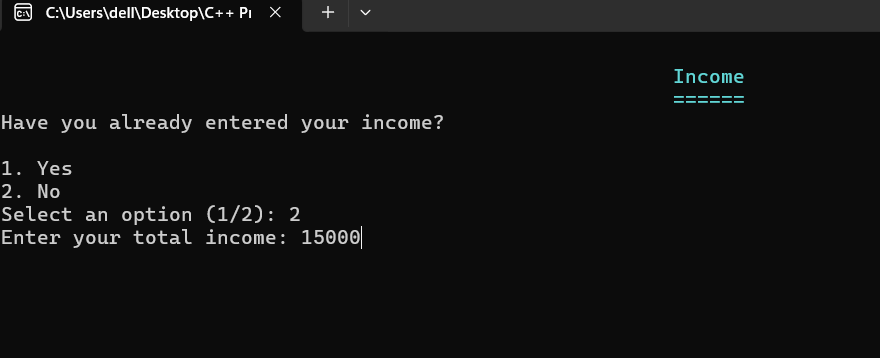 C:\Users\dell\Desktop\C++ Pr
Income
======
Have you already entered your income?
1. Yes
2. No
Select an option (1/2): 2
Enter your total income: 15000